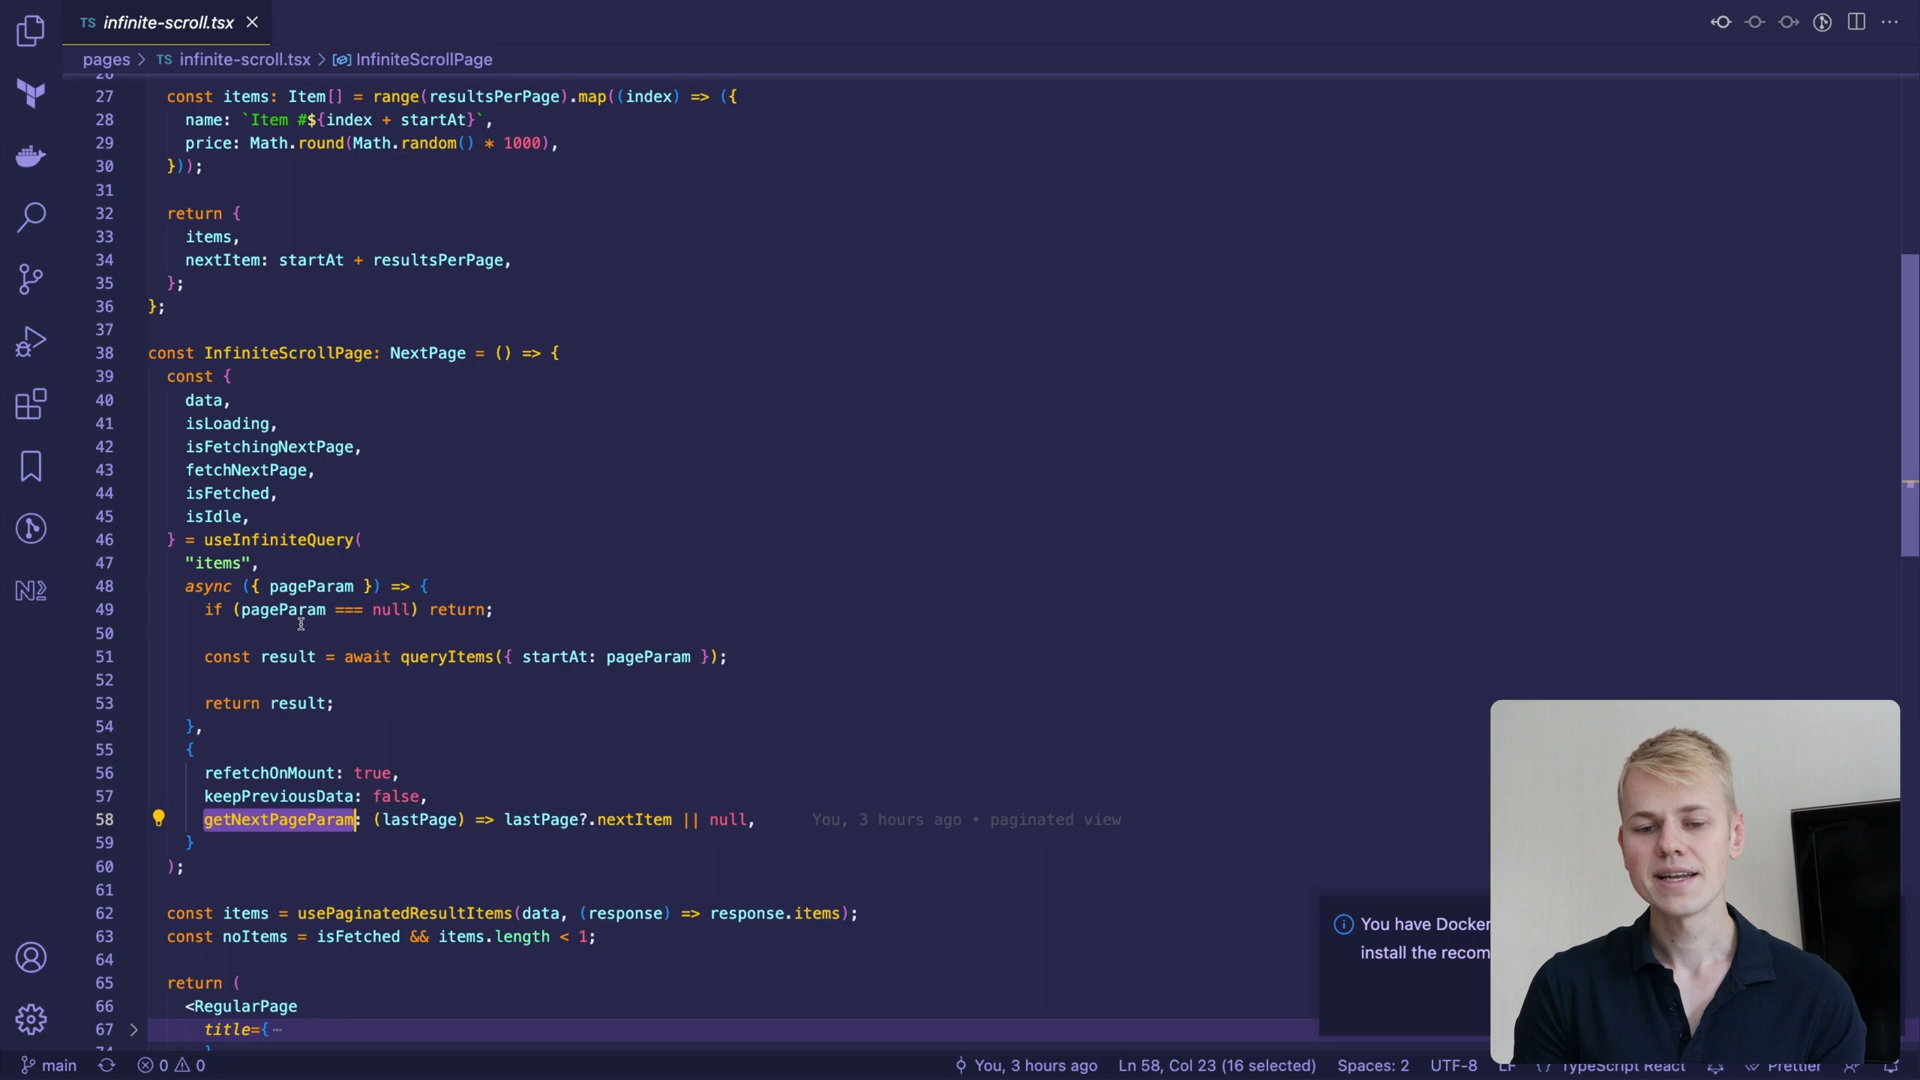 TS infinite-scroll.tsx
pages > TS infinite-scroll.tsx > InfiniteScrollPage
27 const items: Item[] = range(resultsPerPage).map((index) => ({
28 name: `Item #${index + startAt}`,
29 price: Math.round(Math.random() * 1000),
30 }));
31
32 return {
33 items,
34 nextItem: startAt + resultsPerPage,
35 };
36 };
37
38 const InfiniteScrollPage: NextPage = () => {
39 const {
40 data,
41 isLoading,
42 isFetchingNextPage,
43 fetchNextPage,
44 isFetched,
45 isIdle,
46 } = useInfiniteQuery(
47 "items",
48 async ({ pageParam }) => {
49 if (pageParam === null) return;
50
51 const result = await queryItems({ startAt: pageParam });
52
53 return result;
54 },
55 {
56 refetchOnMount: true,
57 keepPreviousData: false,
58 getNextPageParam: (lastPage) => lastPage?.nextItem || null, You, 3 hours ago • paginated view
59 }
60 );
61
62 const items = usePaginatedResultItems(data, (response) => response.items);
63 const noItems = isFetched && items.length < 1;
64
65 return (
66 <RegularPage
67 title={
You have Docker
install the recom
main 0 0 You, 3 hours ago Ln 58, Col 23 (16 selected) Spaces: 2 UTF-8 LF {} TypeScript React Prettier